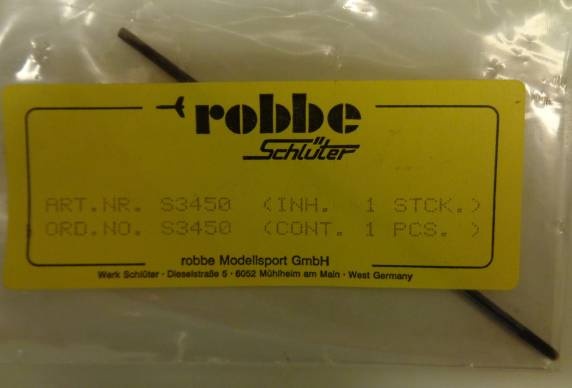 robbe
Schlüter
ART.NR. S3450 (INH. 1 STCK.)
ORD.NO. S3450 (CONT. 1 PCS. )
robbe Modellsport GmbH
Werk Schlüter · Dieselstraße 5 · 6052 Mühlheim am Main · West Germany